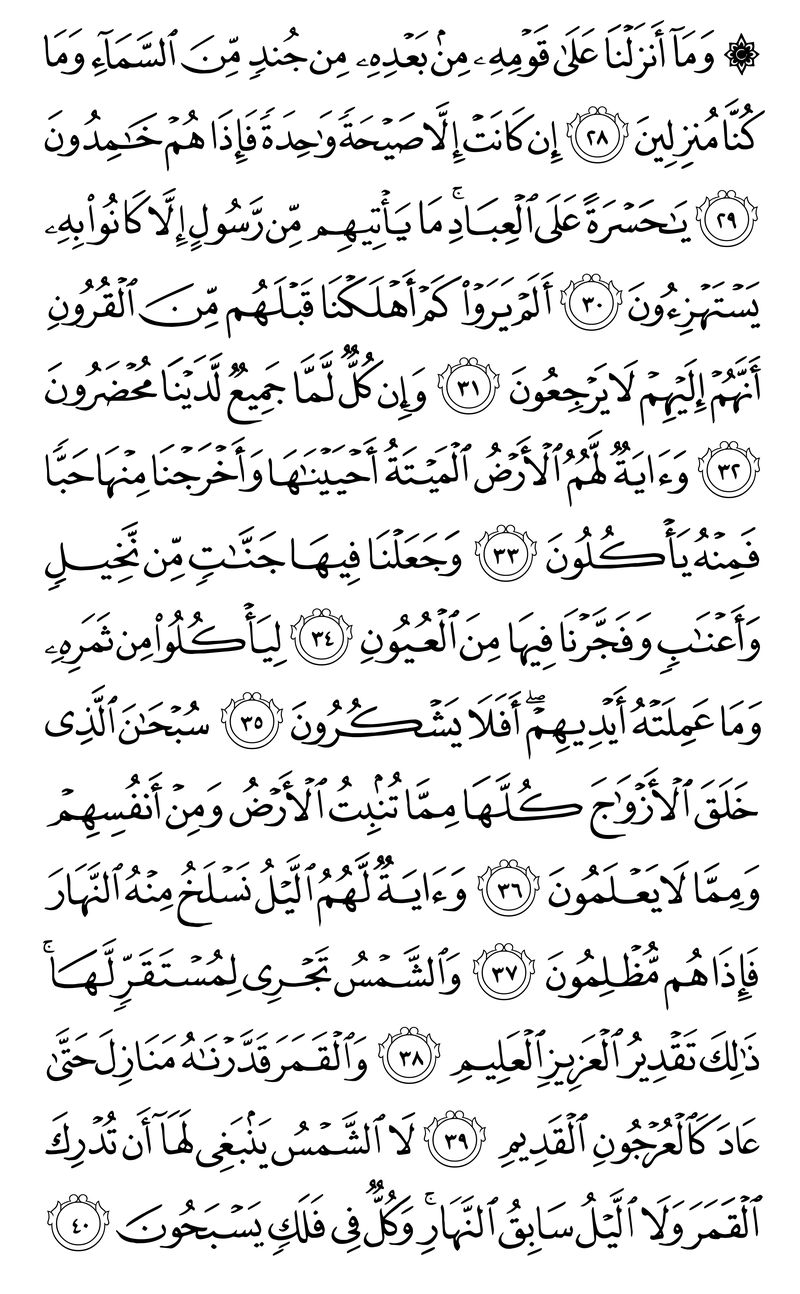 ۞ وَمَآ أَنزَلْنَا عَلَىٰ قَوْمِهِۦ مِنۢ بَعْدِهِۦ مِن جُندٍ مِّنَ ٱلسَّمَآءِ وَمَا
كُنَّا مُنزِلِينَ ٢٨ إِن كَانَتْ إِلَّا صَيْحَةً وَٰحِدَةً فَإِذَا هُمْ خَـٰمِدُونَ
٢٩ يَـٰحَسْرَةً عَلَى ٱلْعِبَادِ ۚ مَا يَأْتِيهِم مِّن رَّسُولٍ إِلَّا كَانُوا۟ بِهِۦ
يَسْتَهْزِءُونَ ٣٠ أَلَمْ يَرَوْا۟ كَمْ أَهْلَكْنَا قَبْلَهُم مِّنَ ٱلْقُرُونِ
أَنَّهُمْ إِلَيْهِمْ لَا يَرْجِعُونَ ٣١ وَإِن كُلٌّ لَّمَّا جَمِيعٌ لَّدَيْنَا مُحْضَرُونَ
٣٢ وَءَايَةٌ لَّهُمُ ٱلْأَرْضُ ٱلْمَيْتَةُ أَحْيَيْنَـٰهَا وَأَخْرَجْنَا مِنْهَا حَبًّا
فَمِنْهُ يَأْكُلُونَ ٣٣ وَجَعَلْنَا فِيهَا جَنَّـٰتٍ مِّن نَّخِيلٍ
وَأَعْنَـٰبٍ وَفَجَّرْنَا فِيهَا مِنَ ٱلْعُيُونِ ٣٤ لِيَأْكُلُوا۟ مِن ثَمَرِهِۦ
وَمَا عَمِلَتْهُ أَيْدِيهِمْ ۖ أَفَلَا يَشْكُرُونَ ٣٥ سُبْحَـٰنَ ٱلَّذِى
خَلَقَ ٱلْأَزْوَٰجَ كُلَّهَا مِمَّا تُنۢبِتُ ٱلْأَرْضُ وَمِنْ أَنفُسِهِمْ
وَمِمَّا لَا يَعْلَمُونَ ٣٦ وَءَايَةٌ لَّهُمُ ٱلَّيْلُ نَسْلَخُ مِنْهُ ٱلنَّهَارَ
فَإِذَا هُم مُّظْلِمُونَ ٣٧ وَٱلشَّمْسُ تَجْرِى لِمُسْتَقَرٍّ لَّهَا ۚ
ذَٰلِكَ تَقْدِيرُ ٱلْعَزِيزِ ٱلْعَلِيمِ ٣٨ وَٱلْقَمَرَ قَدَّرْنَـٰهُ مَنَازِلَ حَتَّىٰ
عَادَ كَٱلْعُرْجُونِ ٱلْقَدِيمِ ٣٩ لَا ٱلشَّمْسُ يَنۢبَغِى لَهَآ أَن تُدْرِكَ
ٱلْقَمَرَ وَلَا ٱلَّيْلُ سَابِقُ ٱلنَّهَارِ ۚ وَكُلٌّ فِى فَلَكٍ يَسْبَحُونَ ٤٠